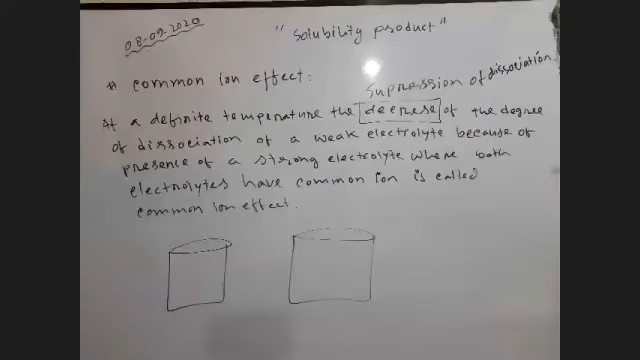 08-09-2020
"Solubility product"
# common ion effect:
Supression of dissociation.
At a definite temperature the decrese of the degree
of dissociation of a weak electrolyte because of
presence of a strong electrolyte where both
electrolytes have common ion is called
common ion effect.